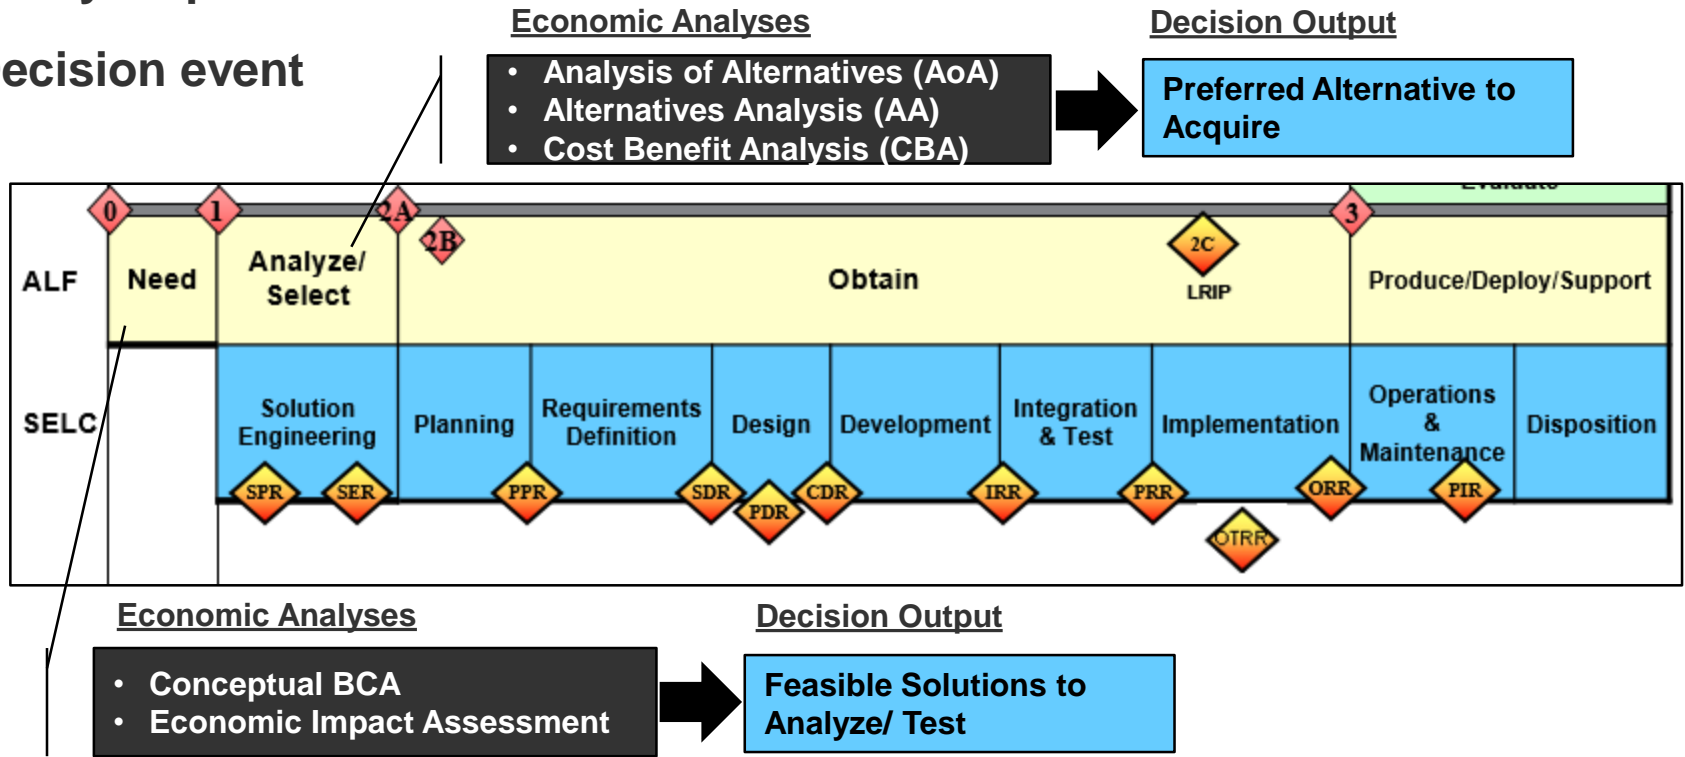 Economic Analyses
Decision Output
ecision event
• Analysis of Alternatives (AoA)
• Alternatives Analysis (AA)
• Cost Benefit Analysis (CBA)
Preferred Alternative to
Acquire
Evaluate
0
1
2A
2B
2C
3
ALF
Need
Analyze/
Select
Obtain
LRIP
Produce/Deploy/Support
SELC
Solution
Engineering
Planning
Requirements
Definition
Design
Development
Integration
& Test
Implementation
Operations
&
Maintenance
Disposition
SPR
SER
PPR
SDR
PDR
CDR
IRR
PRR
OTRR
ORR
PIR
Economic Analyses
Decision Output
• Conceptual BCA
• Economic Impact Assessment
Feasible Solutions to
Analyze/ Test